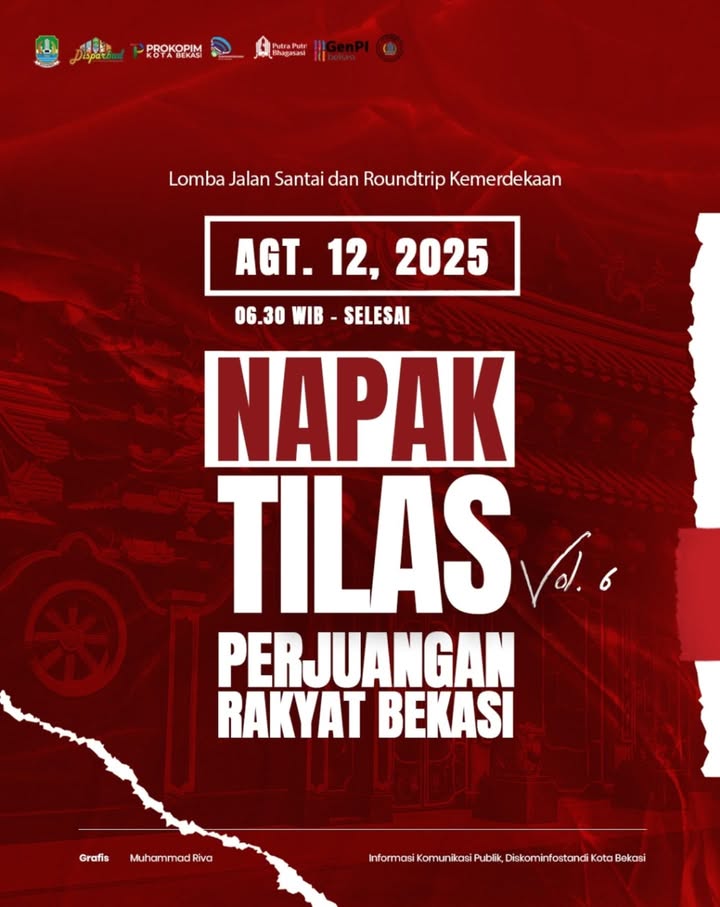 Disparbud
PROKOPIM
KOTA BEKASI
Putra Putri
Bhagasasi
GenPI
BEKASI
Lomba Jalan Santai dan Roundtrip Kemerdekaan
AGT. 12, 2025
06.30 WIB - SELESAI
NAPAK
TILAS
Vol. 6
PERJUANGAN
RAKYAT BEKASI
Grafis Muhammad Riva
Informasi Komunikasi Publik, Diskominfostandi Kota Bekasi